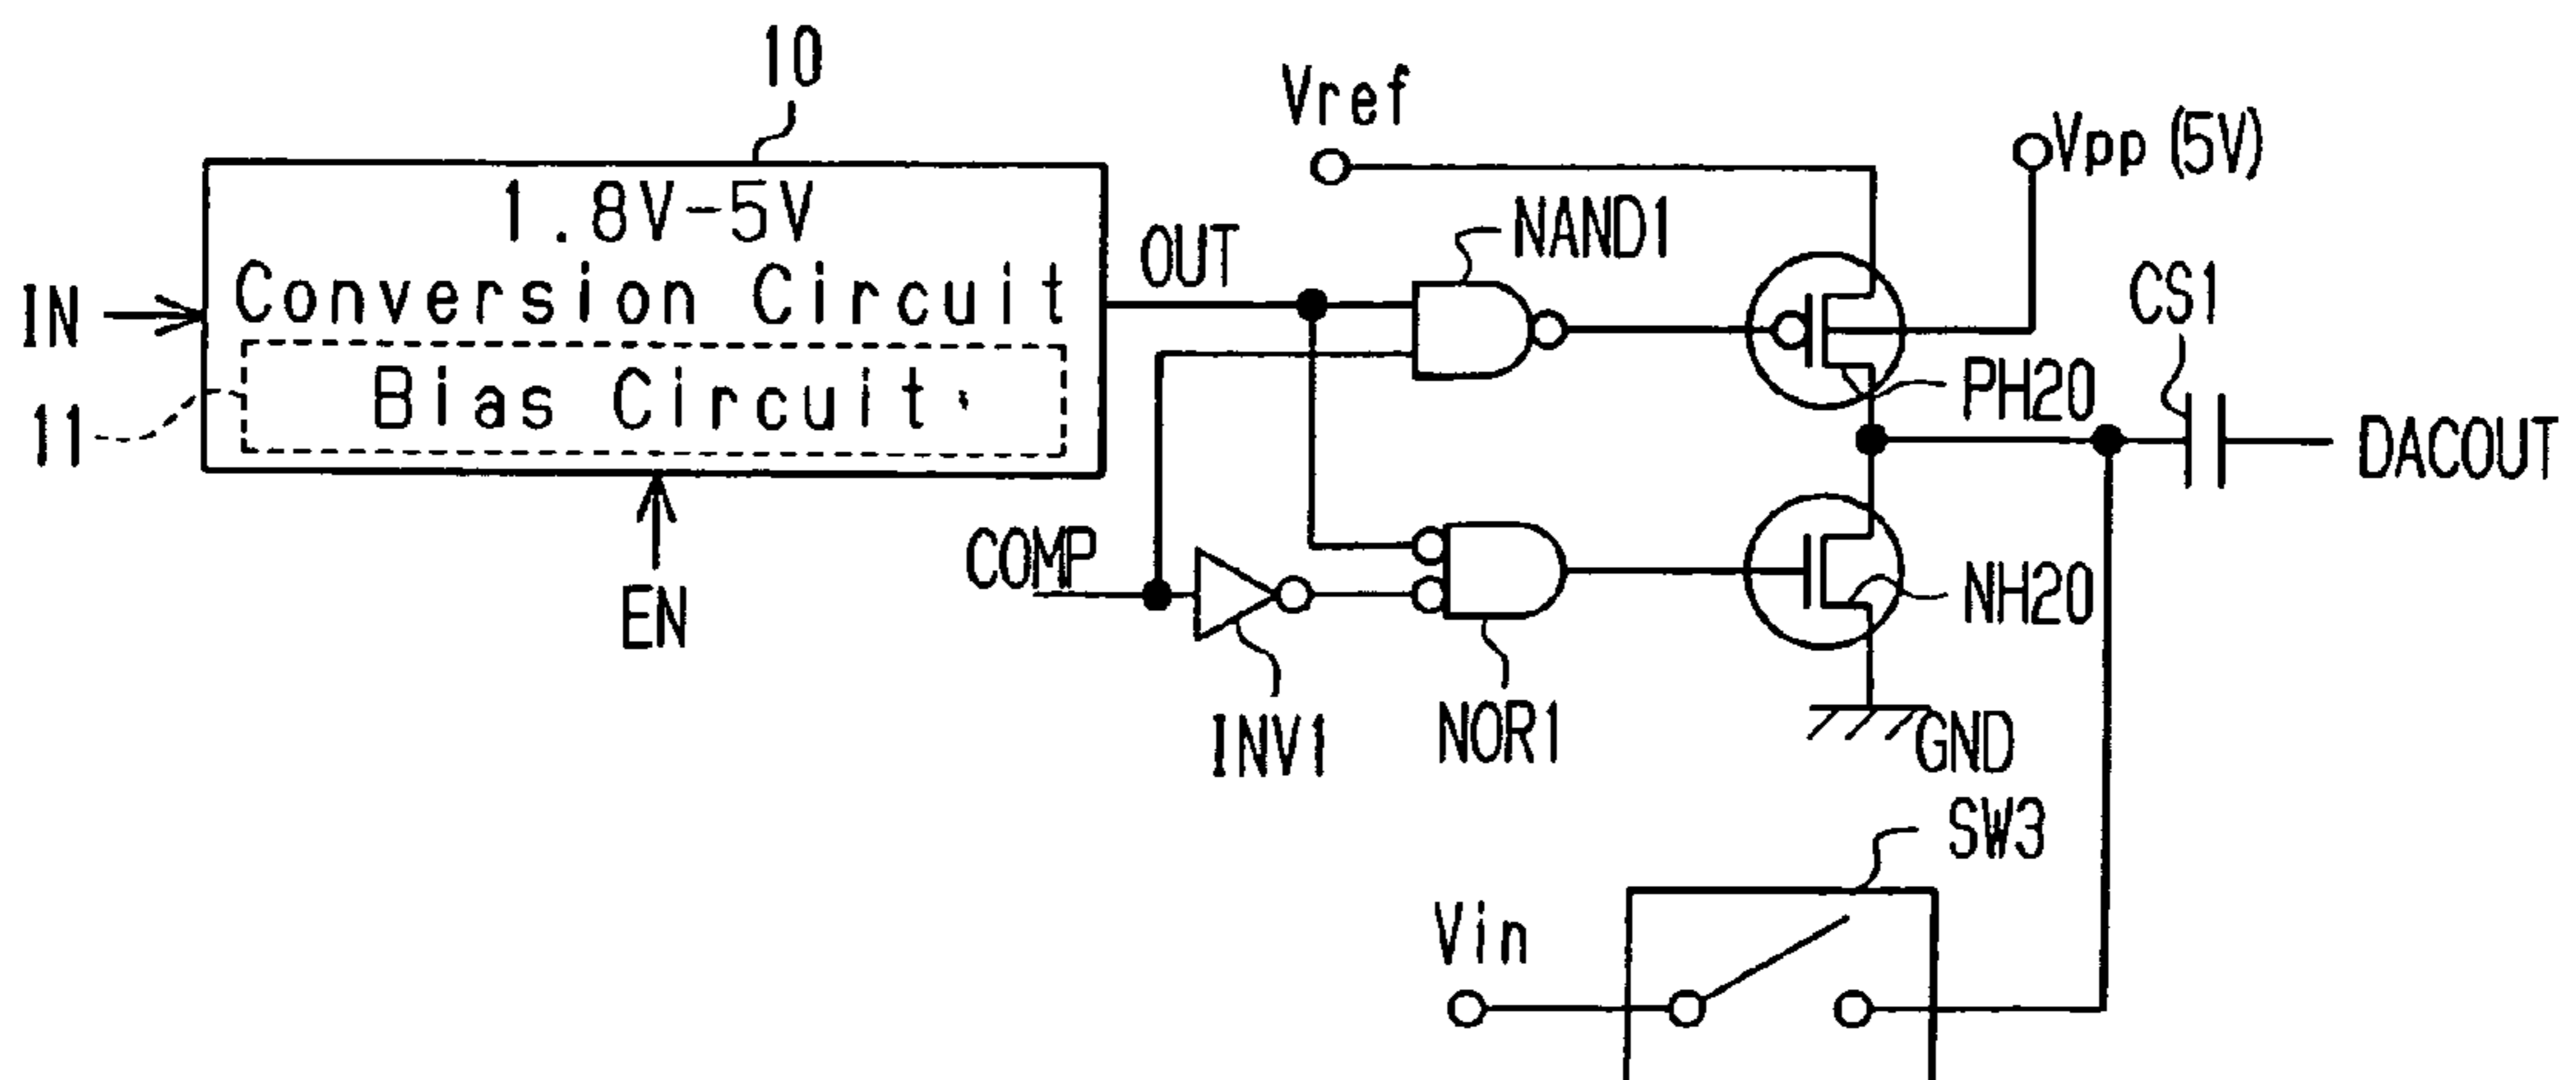 10
Vref
Vpp (5V)
1.8V-5V
NAND1
OUT
CS1
IN
Conversion Circuit
PH20
11
Bias Circuit
DACOUT
COMP
EN
NH20
INV1
NOR1
GND
SW3
Vin